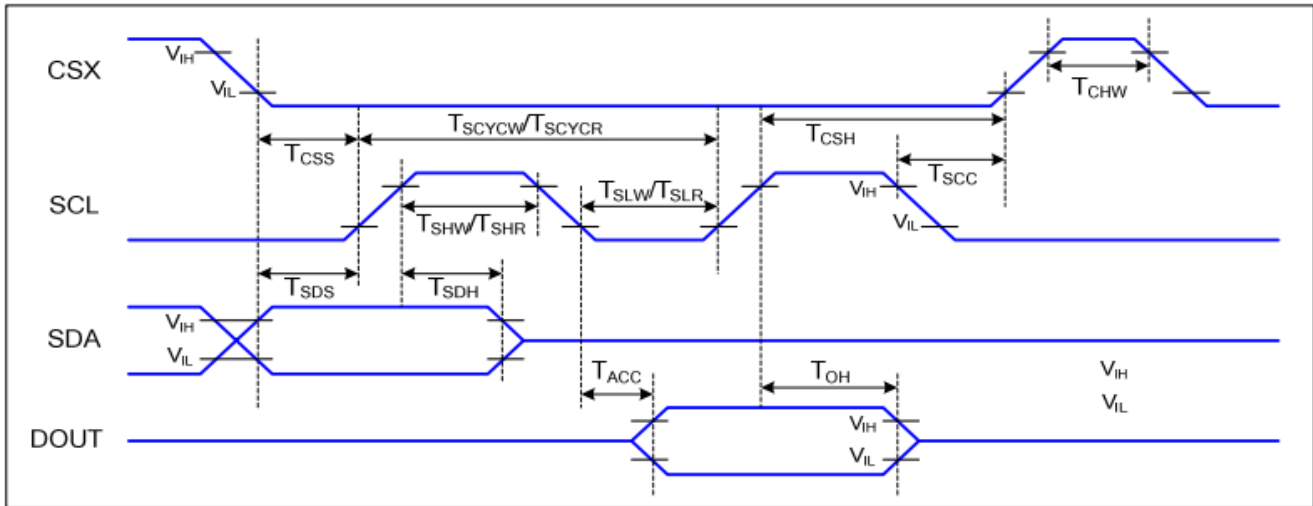 CSX
VIH
VIL
TCHW
TCSS
TSCYCW/TSCYCR
TCSH
TSCC
SCL
TSHW/TSHR
TSLW/TSLR
VIH
VIL
TSDS
TSDH
SDA
VIH
VIL
TACC
TOH
VIH
VIL
DOUT
VIH
VIL